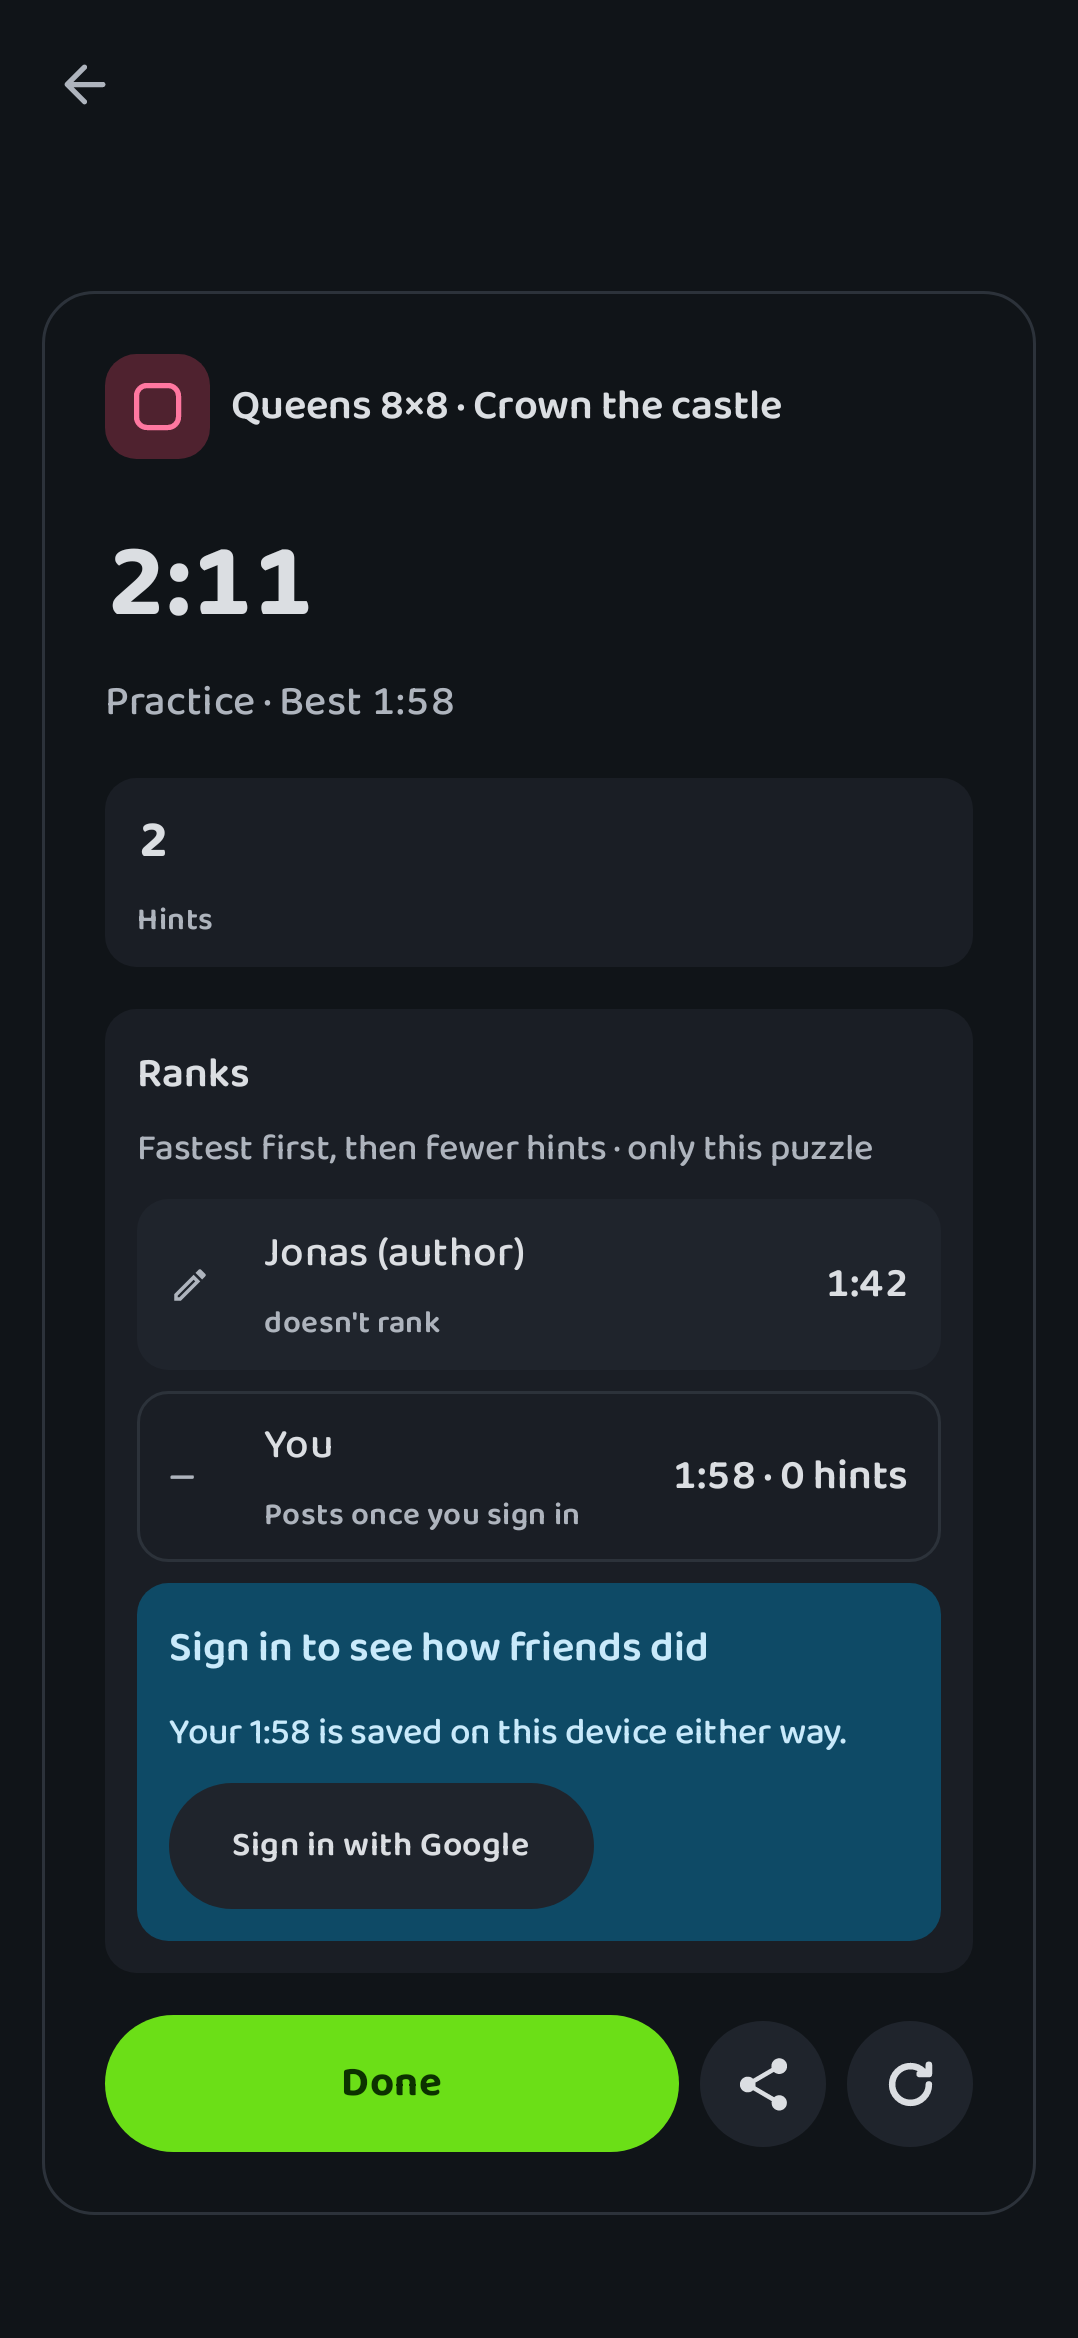 Queens 8×8 · Crown the castle
2:11
Practice · Best 1:58
2
Hints
Ranks
Fastest first, then fewer hints · only this puzzle
Jonas (author)
doesn't rank
1:42
–
You
Posts once you sign in
1:58 · 0 hints
Sign in to see how friends did
Your 1:58 is saved on this device either way.
Sign in with Google
Done